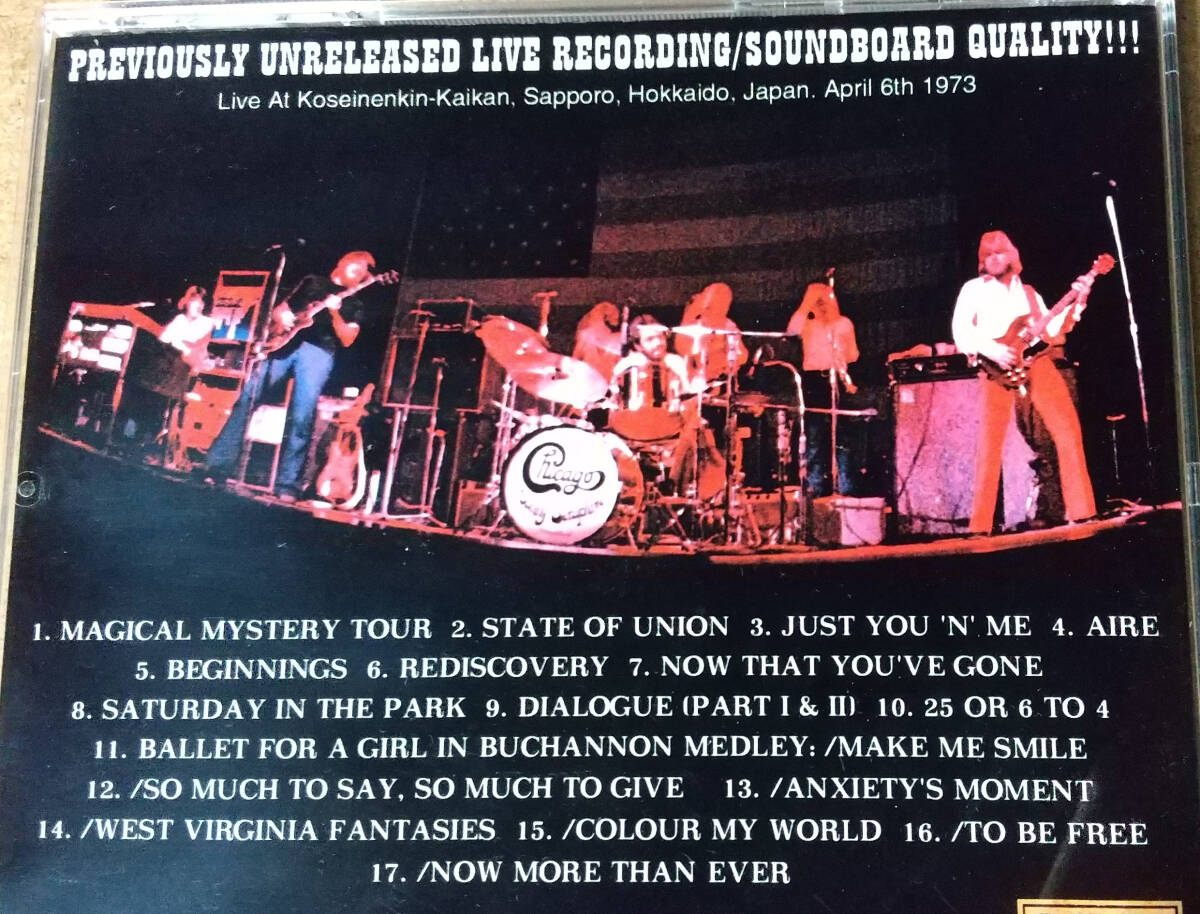 PREVIOUSLY UNRELEASED LIVE RECORDING/SOUNDBOARD QUALITY!!!
Live At Koseinenkin-Kaikan, Sapporo, Hokkaido, Japan. April 6th 1973
Chicago
1. MAGICAL MYSTERY TOUR 2. STATE OF UNION 3. JUST YOU 'N' ME 4. AIRE
5. BEGINNINGS 6. REDISCOVERY 7. NOW THAT YOU'VE GONE
8. SATURDAY IN THE PARK 9. DIALOGUE (PART I & II) 10. 25 OR 6 TO 4
11. BALLET FOR A GIRL IN BUCHANNON MEDLEY: /MAKE ME SMILE
12. /SO MUCH TO SAY, SO MUCH TO GIVE 13. /ANXIETY'S MOMENT
14. /WEST VIRGINIA FANTASIES 15. /COLOUR MY WORLD 16. /TO BE FREE
17. /NOW MORE THAN EVER